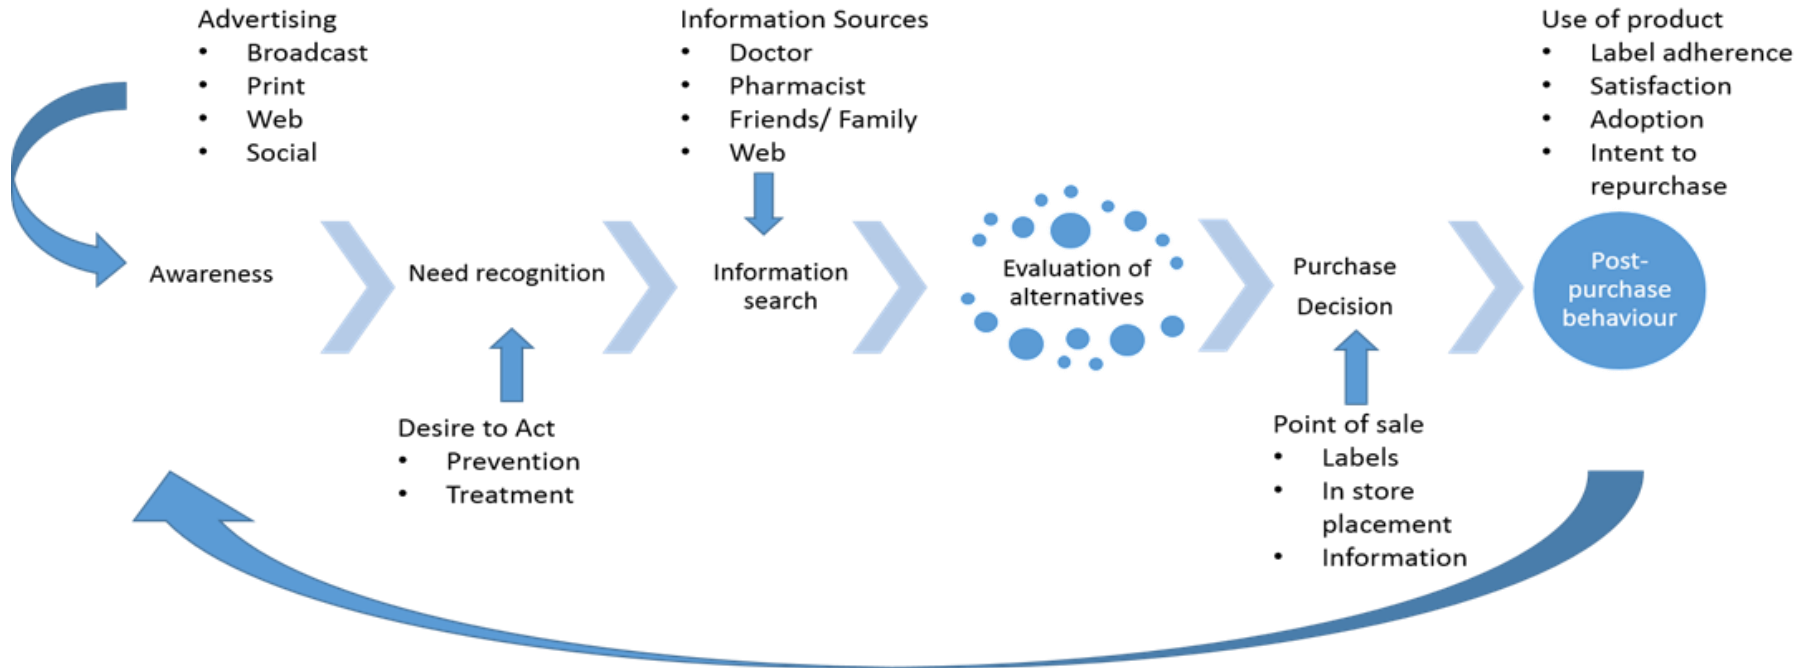 Advertising
• Broadcast
• Print
• Web
• Social
Information Sources
• Doctor
• Pharmacist
• Friends/ Family
• Web
Use of product
• Label adherence
• Satisfaction
• Adoption
• Intent to
repurchase
Awareness
Need recognition
Information
search
Evaluation of
alternatives
Purchase
Decision
Post-
purchase
behaviour
Desire to Act
• Prevention
• Treatment
Point of sale
• Labels
• In store
placement
• Information